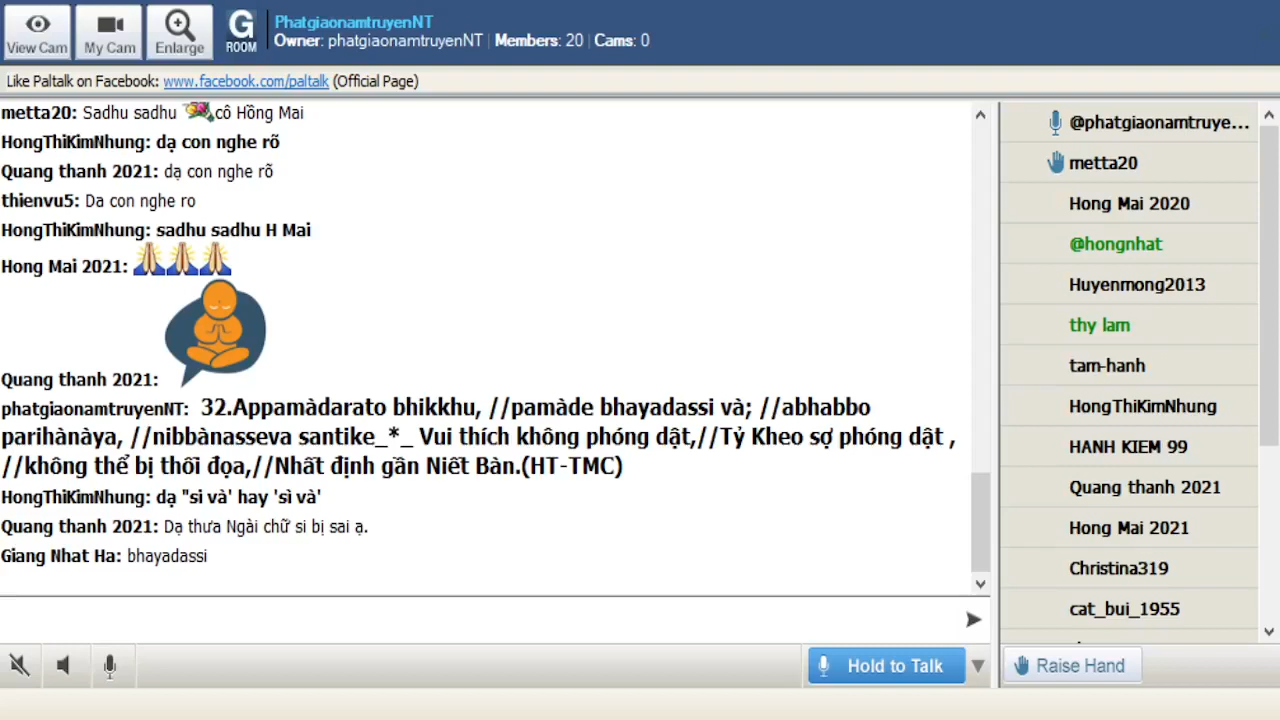 View Cam
My Cam
Enlarge
G
ROOM
PhatgiaonamtruyenNT
Owner: phatgiaonamtruyenNT | Members: 20 | Cams: 0
Like Paltalk on Facebook: www.facebook.com/paltalk (Official Page)
metta20: Sadhu sadhu cô Hồng Mai
HongThiKimNhung: dạ con nghe rõ
Quang thanh 2021: dạ con nghe rõ
thienvu5: Da con nghe ro
HongThiKimNhung: sadhu sadhu H Mai
Hong Mai 2021:
Quang thanh 2021:
phatgiaonamtruyenNT: 32.Appamàdarato bhikkhu, //pamàde bhayadassi và; //abhabbo
parihànàya, //nibbànasseva santike_*_ Vui thích không phóng dật,//Tỷ Kheo sợ phóng dật ,
//không thể bị thối đọa,//Nhất định gần Niết Bàn.(HT-TMC)
HongThiKimNhung: dạ "si và' hay 'sì và'
Quang thanh 2021: Dạ thưa Ngài chữ si bị sai ạ.
Giang Nhat Ha: bhayadassi
@phatgiaonamtruye...
metta20
Hong Mai 2020
@hongnhat
Huyenmong2013
thy lam
tam-hanh
HongThiKimNhung
HANH KIEM 99
Quang thanh 2021
Hong Mai 2021
Christina319
cat_bui_1955
Hold to Talk
Raise Hand